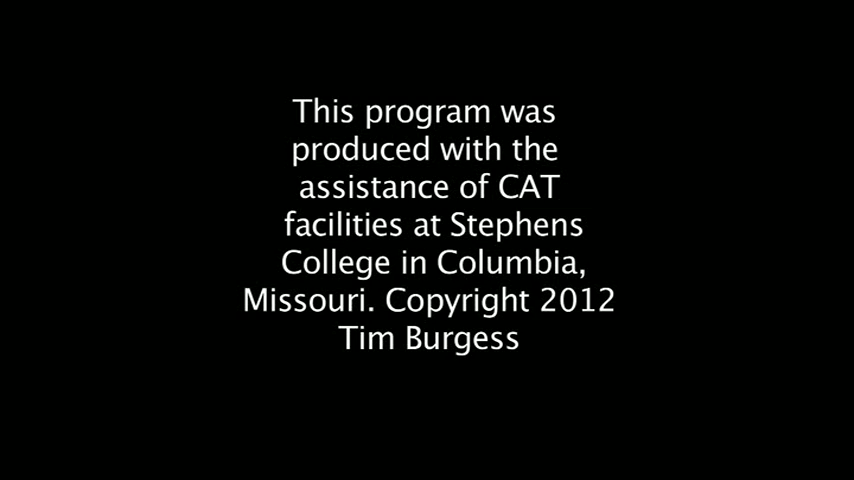 This program was
produced with the
assistance of CAT
facilities at Stephens
College in Columbia,
Missouri. Copyright 2012
Tim Burgess